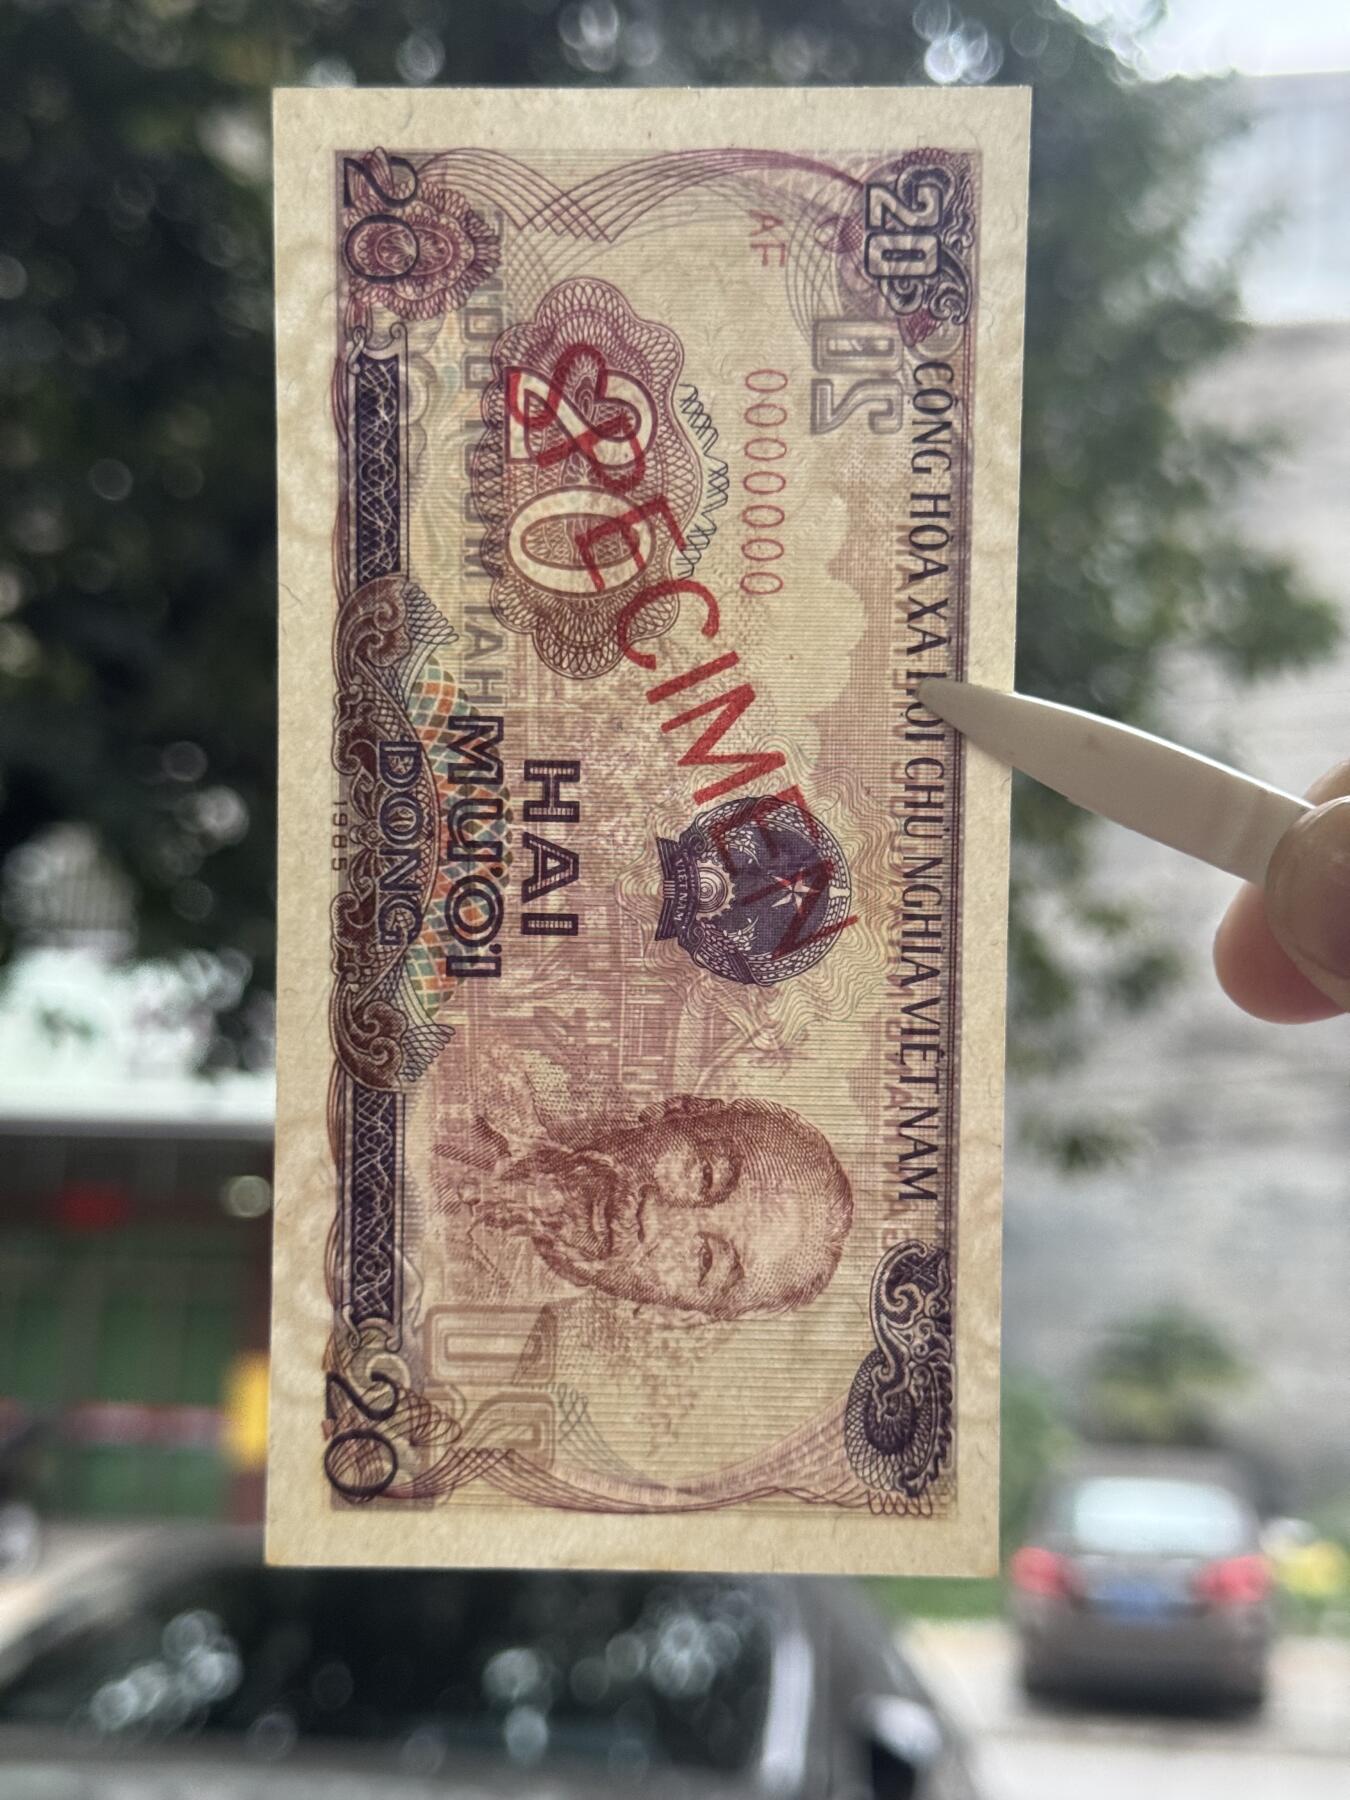 CỘNG HÒA XÃ HỘI CHỦ NGHĨA VIỆT NAM
20
20
AF
0000000
SPECIMEN
20
VIỆT NAM
HAI
MƯƠI
ĐỒNG
1985
20
20
20